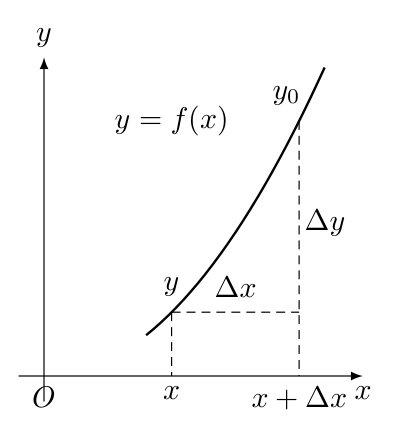 y
y₀
y = f(x)
Δy
y
Δx
O
x
x + Δx
x